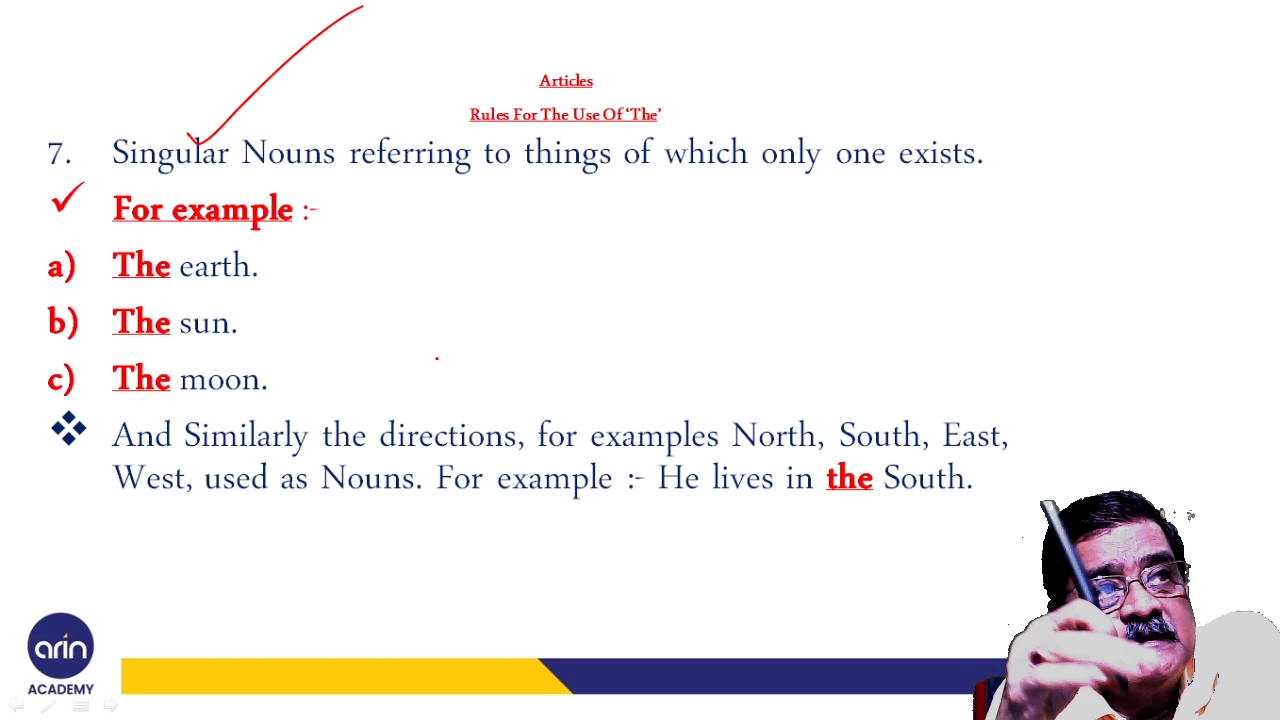 Articles
Rules For The Use Of ‘The’
7. Singular Nouns referring to things of which only one exists.
For example :-
a) The earth.
b) The sun.
c) The moon.
And Similarly the directions, for examples North, South, East,
West, used as Nouns. For example :- He lives in the South.
arin
ACADEMY